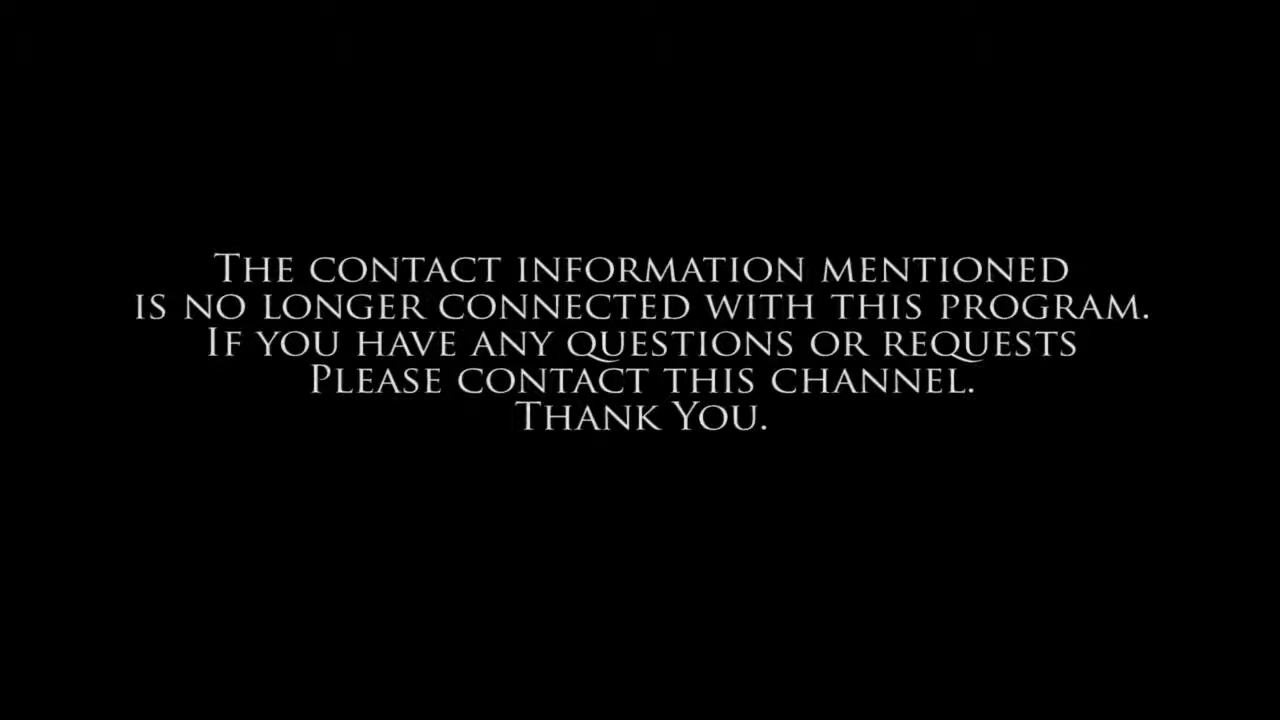 The contact information mentioned
is no longer connected with this program.
If you have any questions or requests
Please contact this channel.
Thank You.